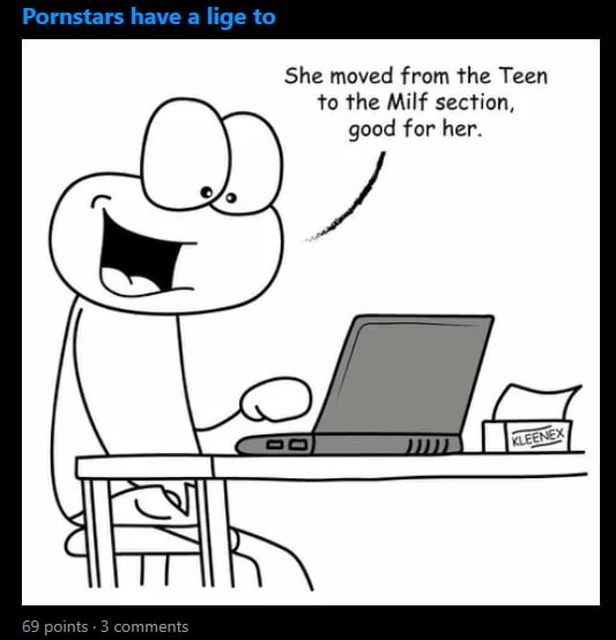 Pornstars have a lige to
She moved from the Teen
to the Milf section,
good for her.
KLEENEX
69 points · 3 comments